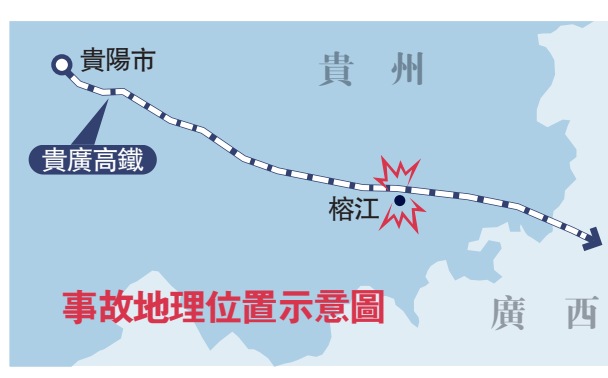 貴陽市
貴州
貴廣高鐵
榕江
事故地理位置示意圖
廣西